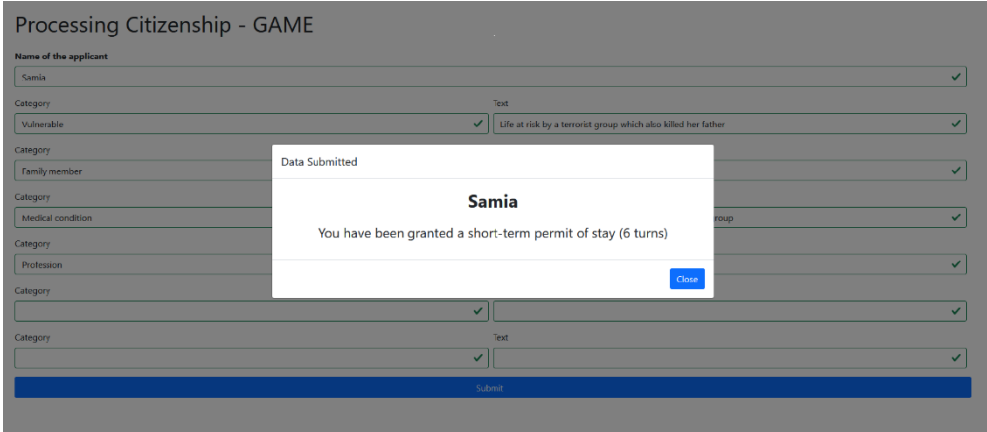 Processing Citizenship - GAME
Name of the applicant
Samia
Category Text
Vulnerable Life at risk by a terrorist group which also killed her father
Category
Family member
Category
Medical condition roup
Category
Profession
Category
Category Text
Submit
Data Submitted
Samia
You have been granted a short-term permit of stay (6 turns)
Close